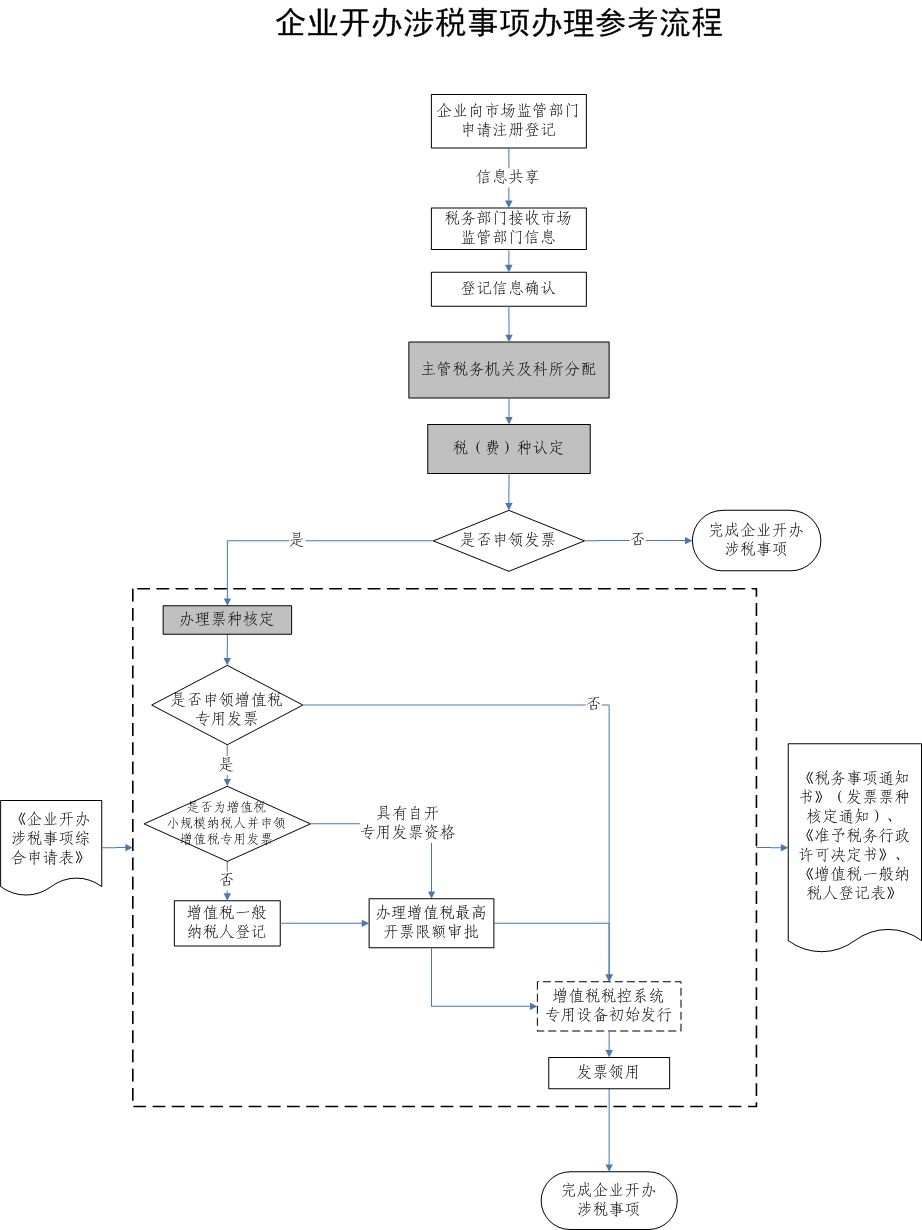 企业开办涉税事项办理参考流程
企业向市场监管部门
申请注册登记
信息共享
税务部门接收市场
监管部门信息
登记信息确认
主管税务机关及科所分配
税（费）种认定
是否申领发票
是
否
完成企业开办
涉税事项
办理票种核定
是否申领增值税
专用发票
否
是
是否为增值税
小规模纳税人并申领
增值税专用发票
具有自开
专用发票资格
否
增值税一般
纳税人登记
办理增值税最高
开票限额审批
增值税税控系统
专用设备初始发行
发票领用
完成企业开办
涉税事项
《企业开办
涉税事项综
合申请表》
《税务事项通知
书》（发票票种
核定通知）、
《准予税务行政
许可决定书》、
《增值税一般纳
税人登记表》